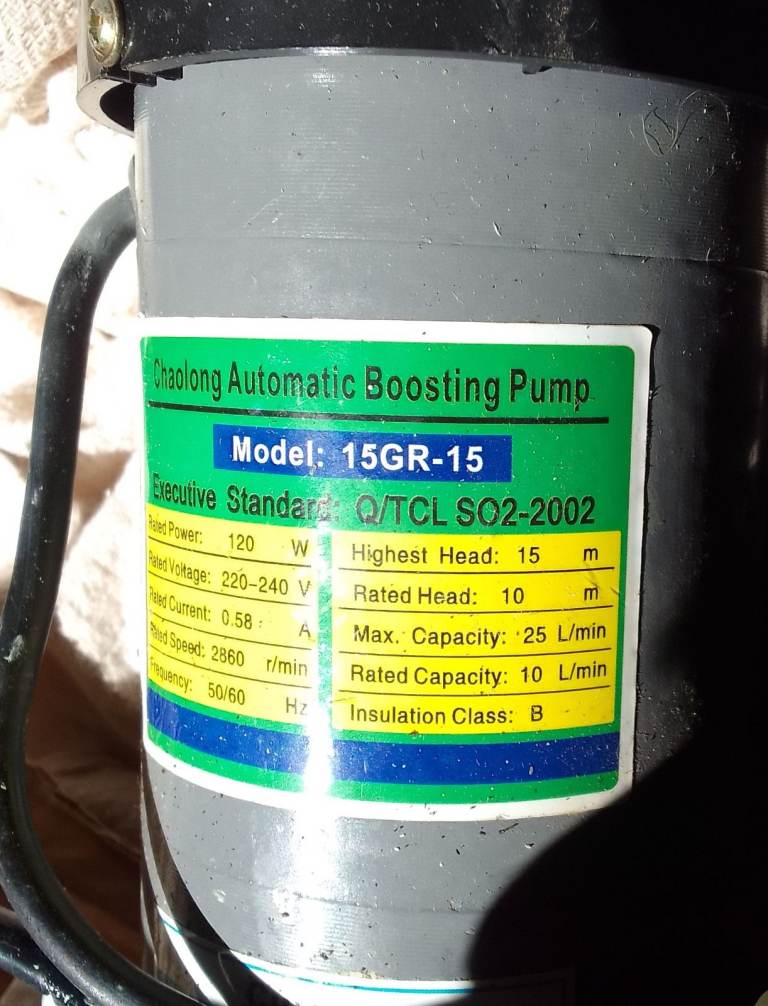 Chaolong Automatic Boosting Pump
Model: 15GR-15
Executive Standard: Q/TCL SO2-2002
Rated Power: 120 W
Rated Voltage: 220-240 V
Rated Current: 0.58 A
Rated Speed: 2860 r/min
Frequency: 50/60 Hz
Highest Head: 15 m
Rated Head: 10 m
Max. Capacity: 25 L/min
Rated Capacity: 10 L/min
Insulation Class: B